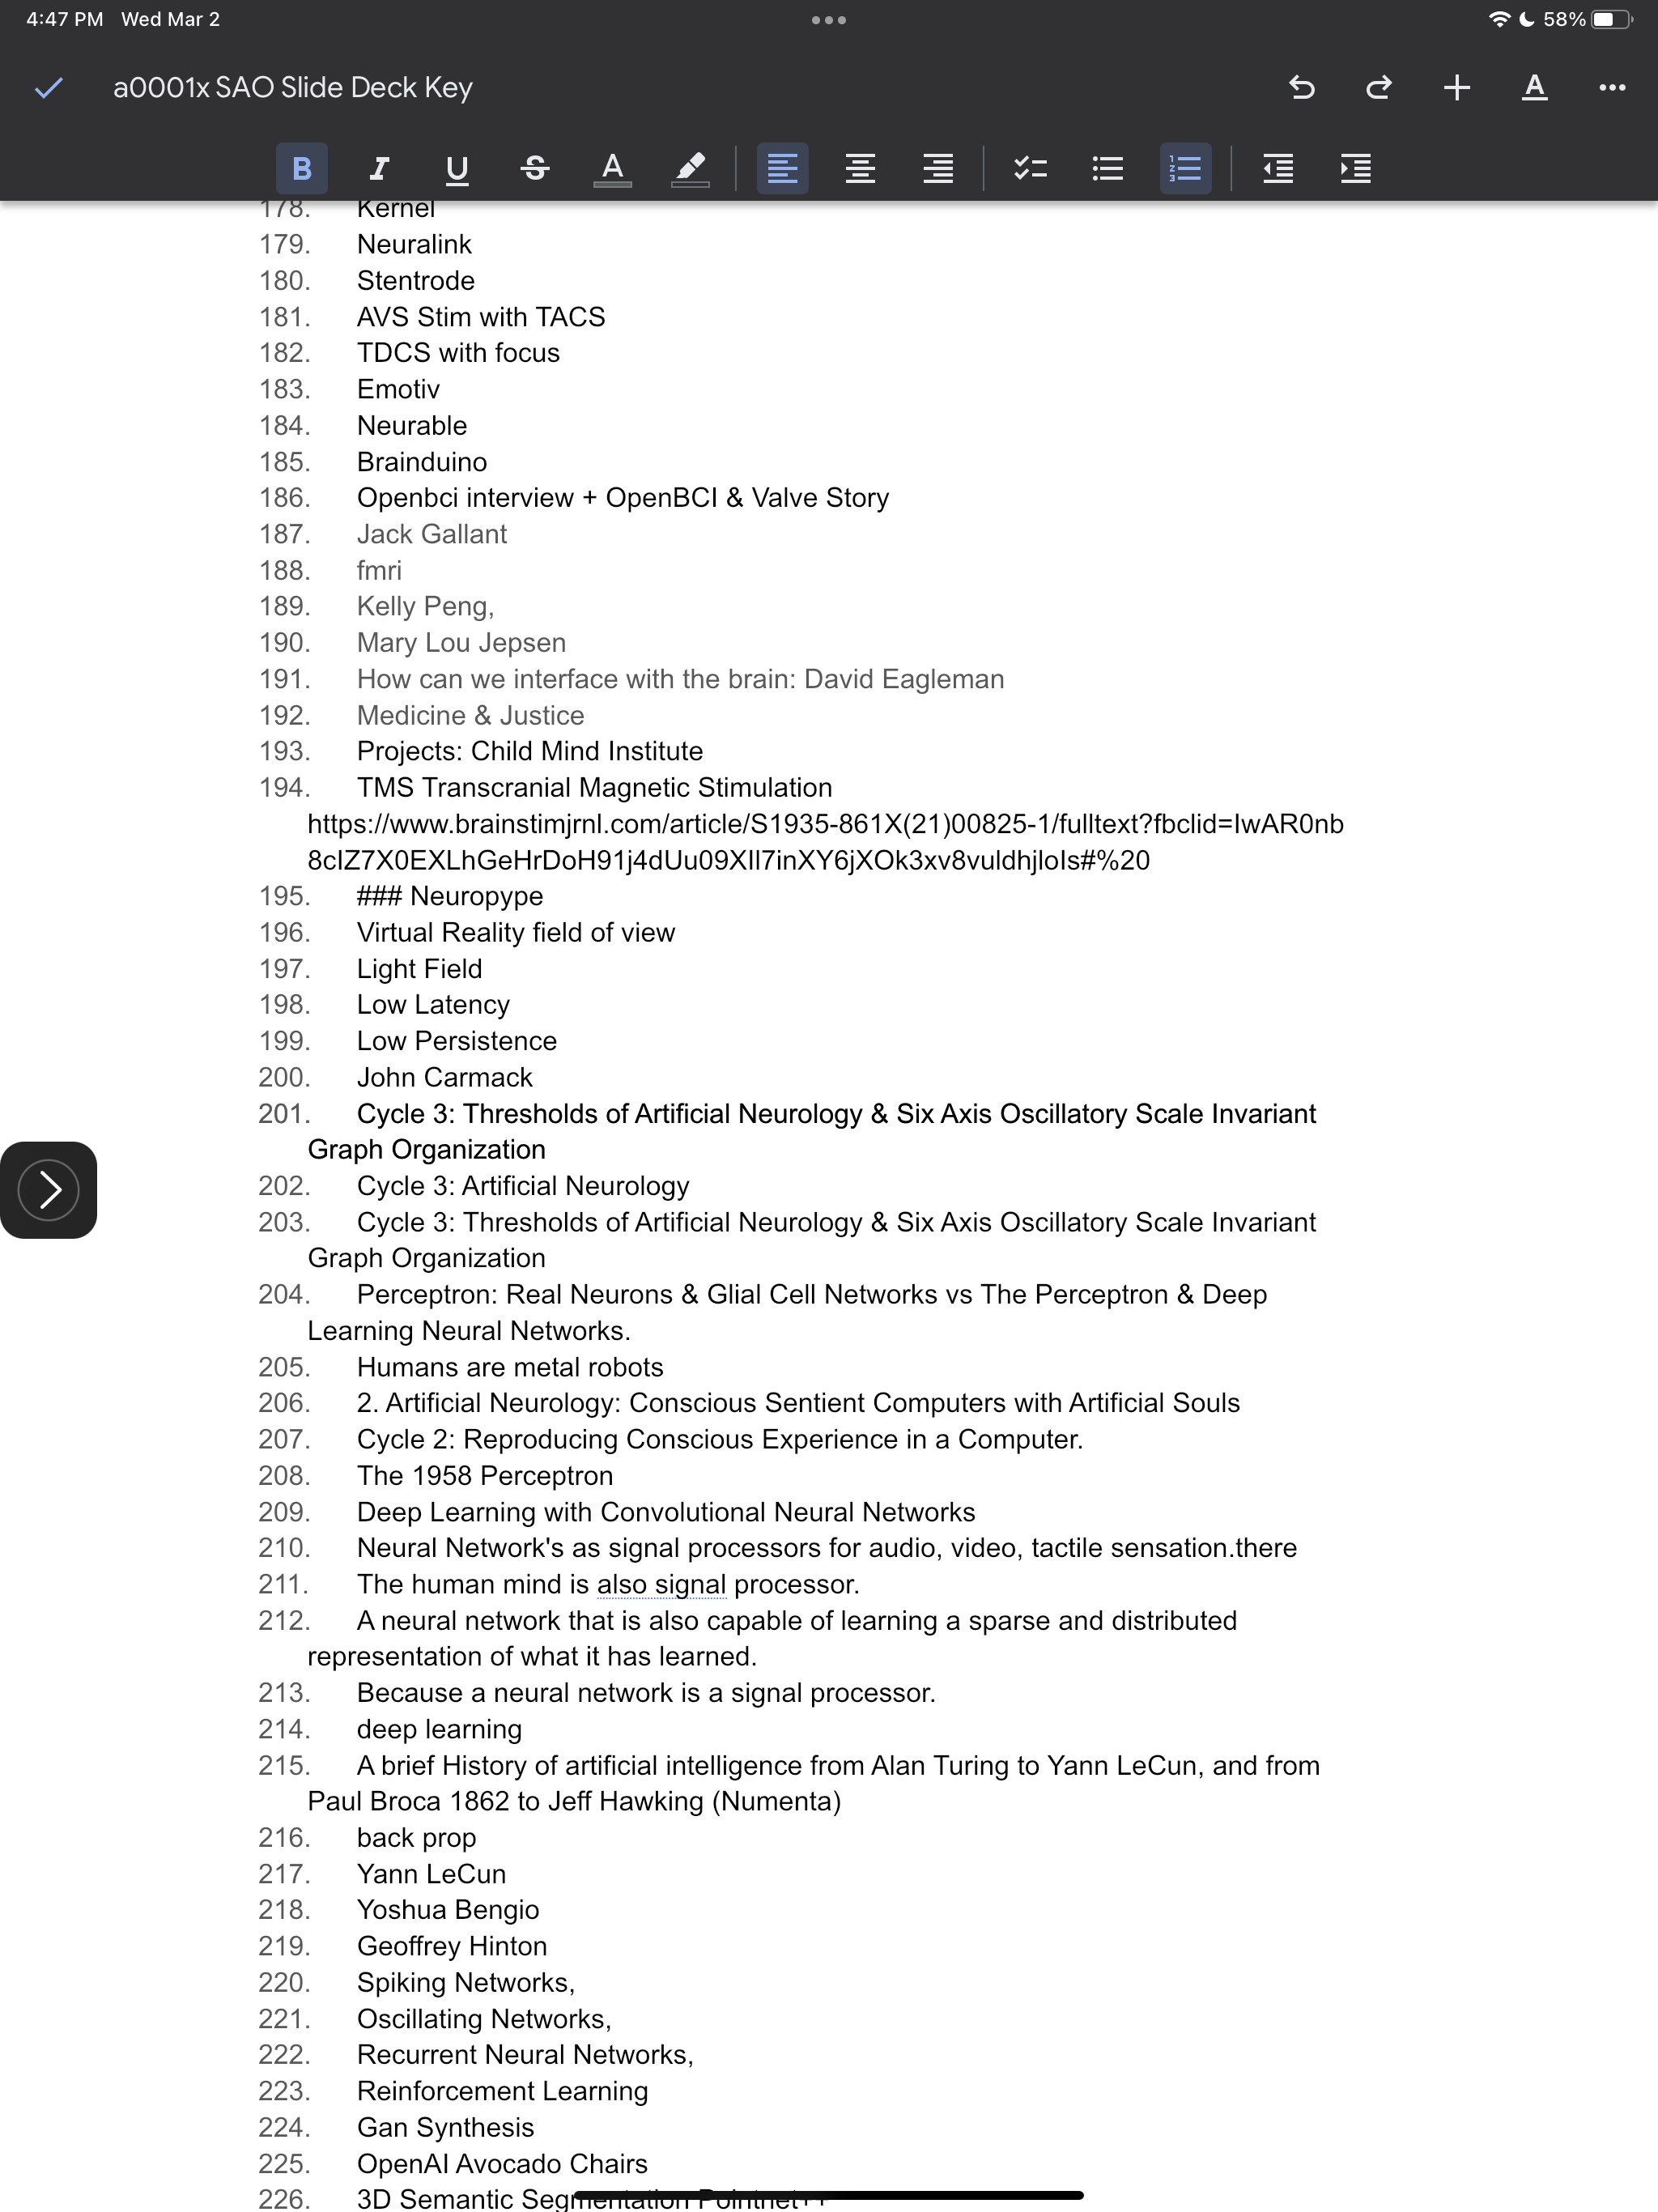 4:47 PM Wed Mar 2
58%
a0001x SAO Slide Deck Key
178. Kernel
179. Neuralink
180. Stentrode
181. AVS Stim with TACS
182. TDCS with focus
183. Emotiv
184. Neurable
185. Brainduino
186. Openbci interview + OpenBCI & Valve Story
187. Jack Gallant
188. fmri
189. Kelly Peng,
190. Mary Lou Jepsen
191. How can we interface with the brain: David Eagleman
192. Medicine & Justice
193. Projects: Child Mind Institute
194. TMS Transcranial Magnetic Stimulation
https://www.brainstimjrnl.com/article/S1935-861X(21)00825-1/fulltext?fbclid=IwAR0nb
8cIZ7X0EXLhGeHrDoH91j4dUu09XIl7inXY6jXOk3xv8vuldhjloIs#%20
195. ### Neuropype
196. Virtual Reality field of view
197. Light Field
198. Low Latency
199. Low Persistence
200. John Carmack
201. Cycle 3: Thresholds of Artificial Neurology & Six Axis Oscillatory Scale Invariant
Graph Organization
202. Cycle 3: Artificial Neurology
203. Cycle 3: Thresholds of Artificial Neurology & Six Axis Oscillatory Scale Invariant
Graph Organization
204. Perceptron: Real Neurons & Glial Cell Networks vs The Perceptron & Deep
Learning Neural Networks.
205. Humans are metal robots
206. 2. Artificial Neurology: Conscious Sentient Computers with Artificial Souls
207. Cycle 2: Reproducing Conscious Experience in a Computer.
208. The 1958 Perceptron
209. Deep Learning with Convolutional Neural Networks
210. Neural Network's as signal processors for audio, video, tactile sensation.there
211. The human mind is also signal processor.
212. A neural network that is also capable of learning a sparse and distributed
representation of what it has learned.
213. Because a neural network is a signal processor.
214. deep learning
215. A brief History of artificial intelligence from Alan Turing to Yann LeCun, and from
Paul Broca 1862 to Jeff Hawking (Numenta)
216. back prop
217. Yann LeCun
218. Yoshua Bengio
219. Geoffrey Hinton
220. Spiking Networks,
221. Oscillating Networks,
222. Recurrent Neural Networks,
223. Reinforcement Learning
224. Gan Synthesis
225. OpenAI Avocado Chairs
226. 3D Semantic Segmentation Pointnet++